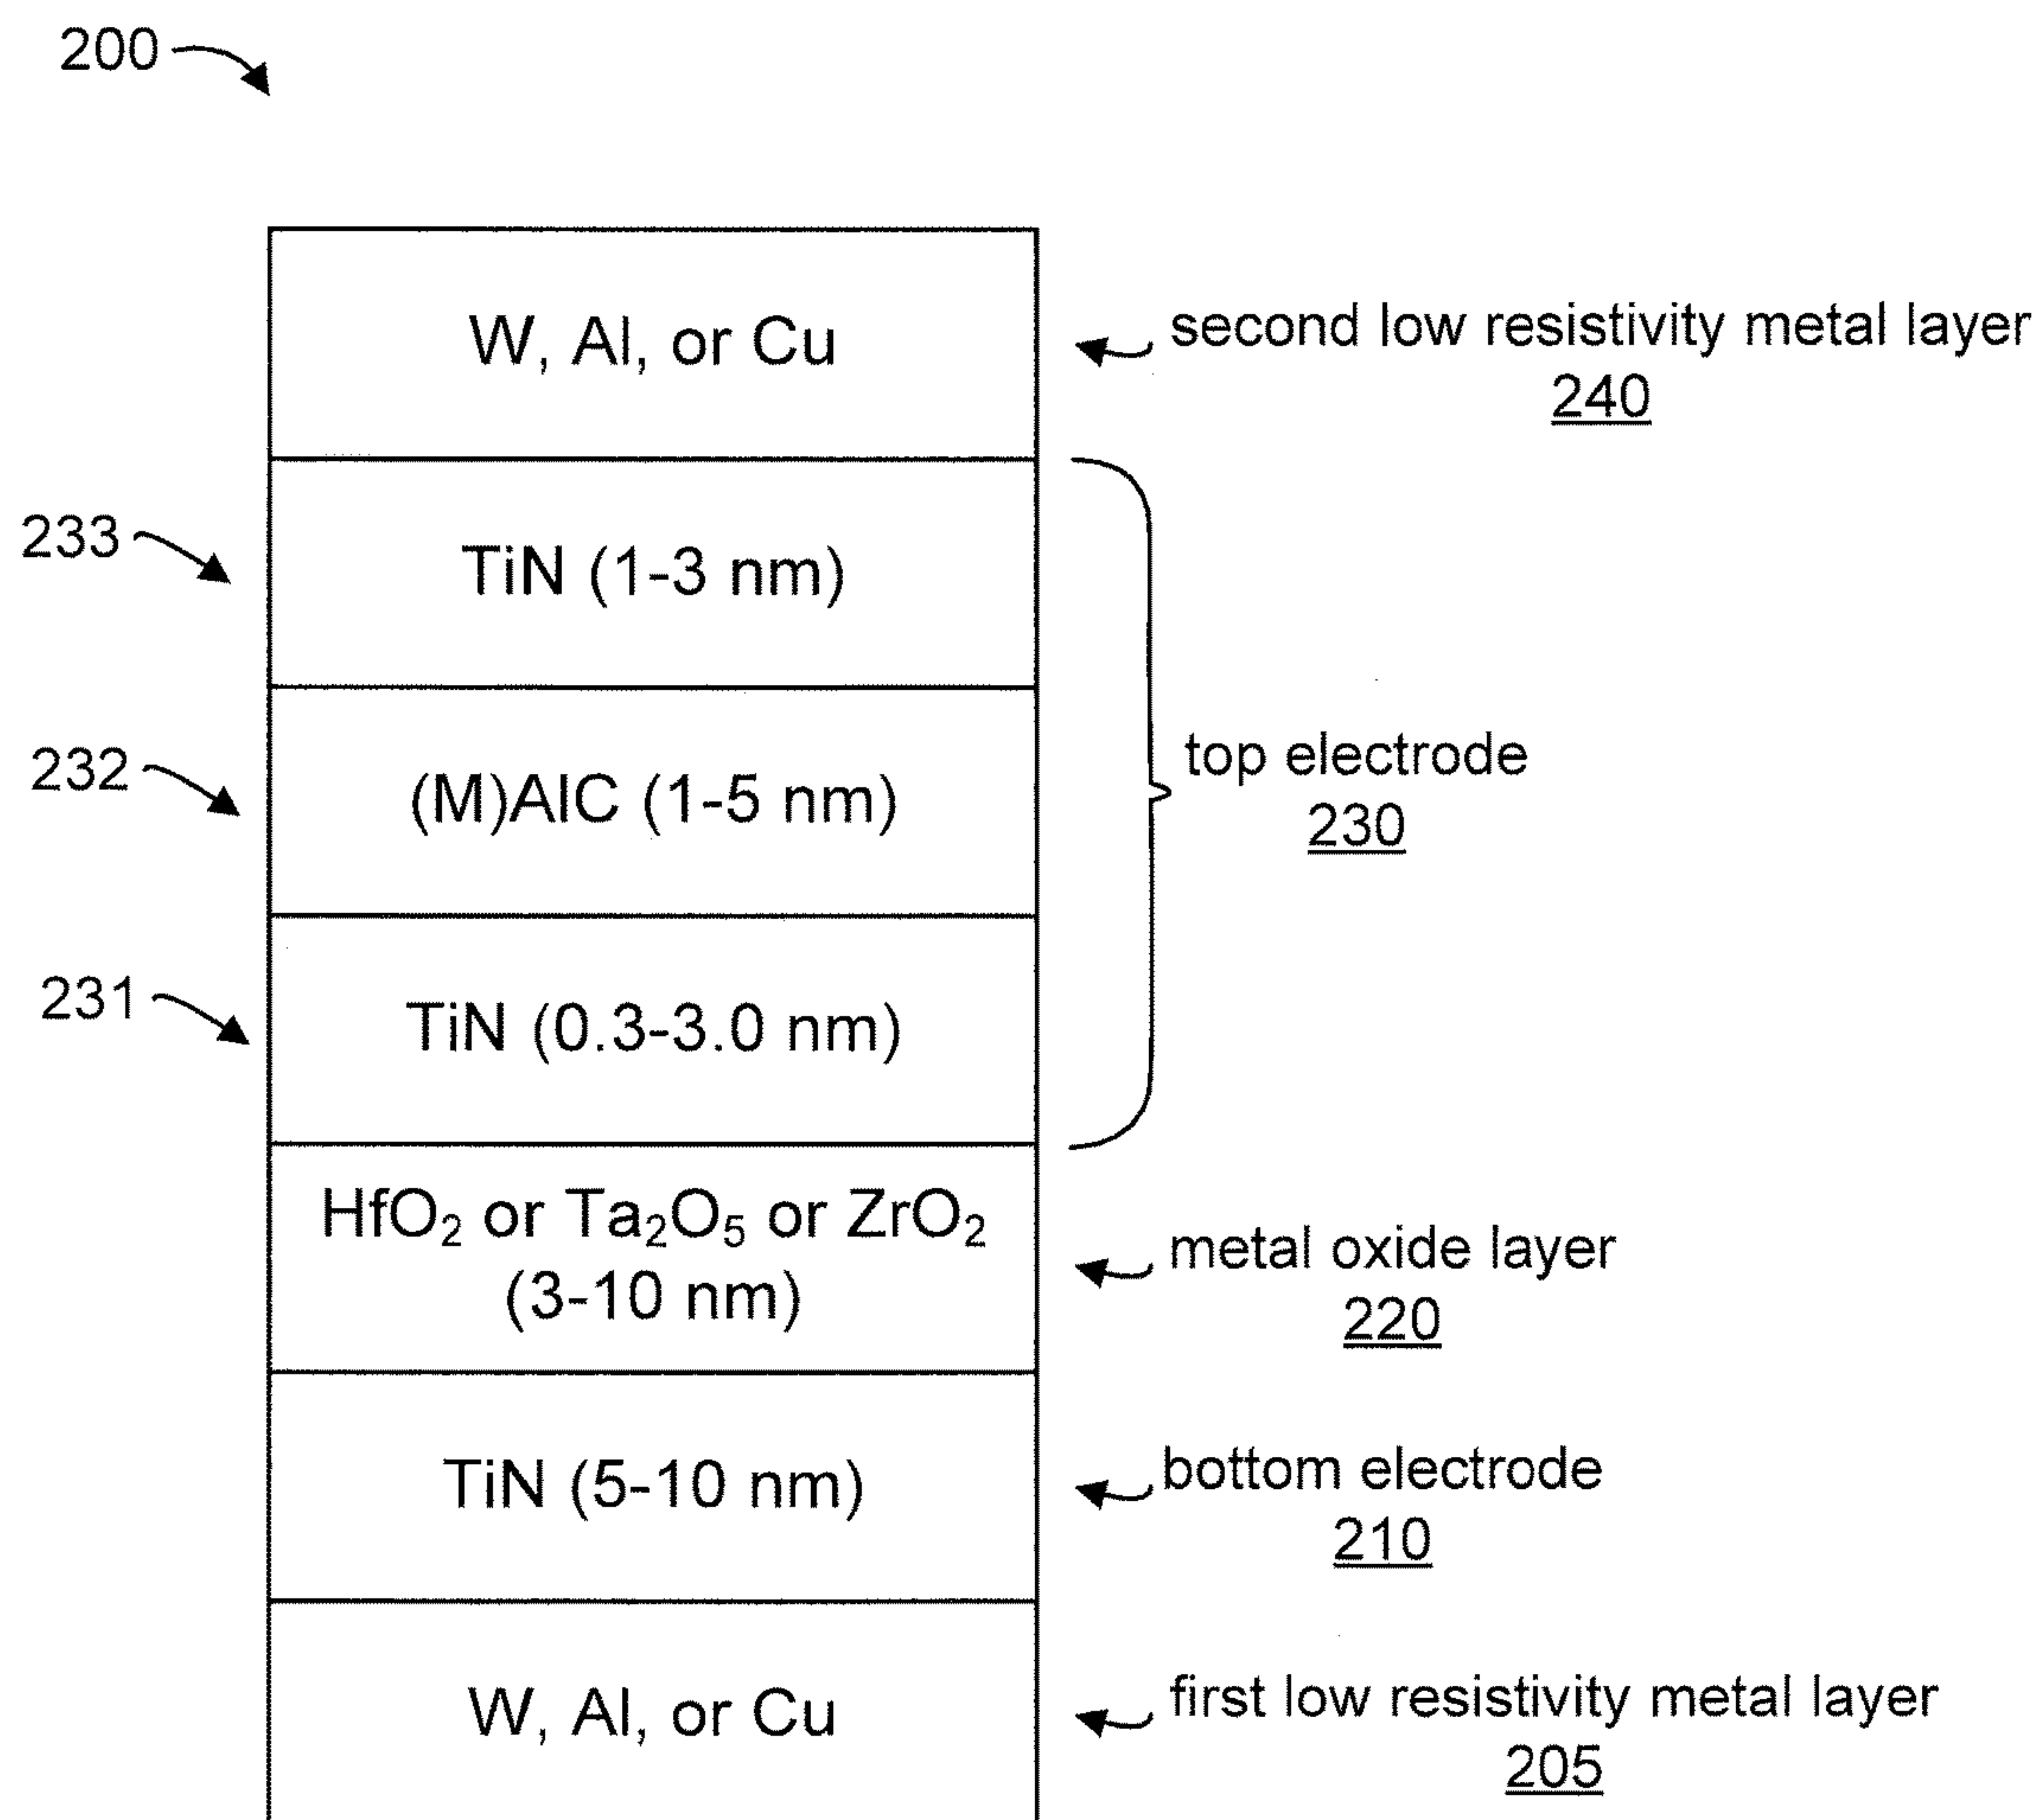 200
W, Al, or Cu
second low resistivity metal layer
240
233
TiN (1-3 nm)
232
(M)AlC (1-5 nm)
top electrode
230
231
TiN (0.3-3.0 nm)
HfO₂ or Ta₂O₅ or ZrO₂
(3-10 nm)
metal oxide layer
220
TiN (5-10 nm)
bottom electrode
210
W, Al, or Cu
first low resistivity metal layer
205